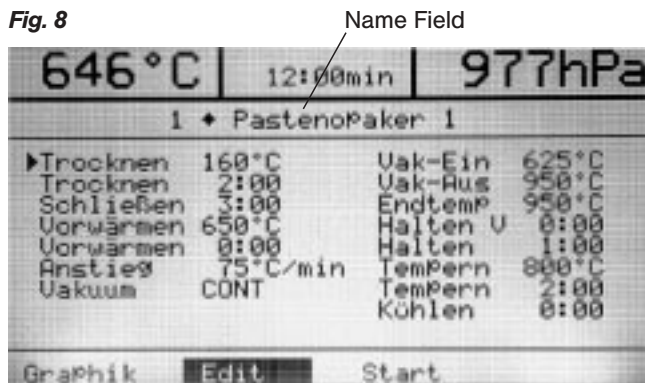 Fig. 8 Name Field
646°C 12:00min 977hPa
1 ♦ Pastenopaker 1
Trocknen 160°C Vak-Ein 625°C
Trocknen 2:00 Vak-Aus 950°C
Schließen 3:00 Endtemp 950°C
Vorwärmen 650°C Halten V 0:00
Vorwärmen 0:00 Halten 1:00
Anstieg 75°C/min Tempern 800°C
Vakuum CONT Tempern 2:00
Köhlen 0:00
Graphik Edit Start